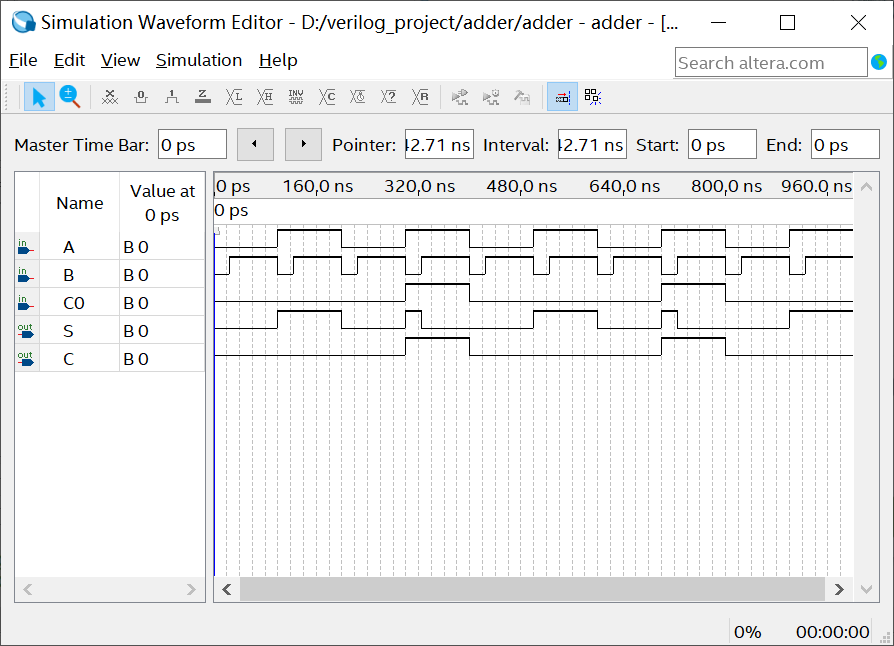 Simulation Waveform Editor - D:/verilog_project/adder/adder - adder - [...
File Edit View Simulation Help
Search altera.com
Master Time Bar: 0 ps Pointer: 42.71 ns Interval: 42.71 ns Start: 0 ps End: 0 ps
Name Value at 0 ps
0 ps 160,0 ns 320,0 ns 480,0 ns 640,0 ns 800,0 ns 960.0 ns
0 ps
in A B 0
in B B 0
in C0 B 0
out S B 0
out C B 0
0% 00:00:00